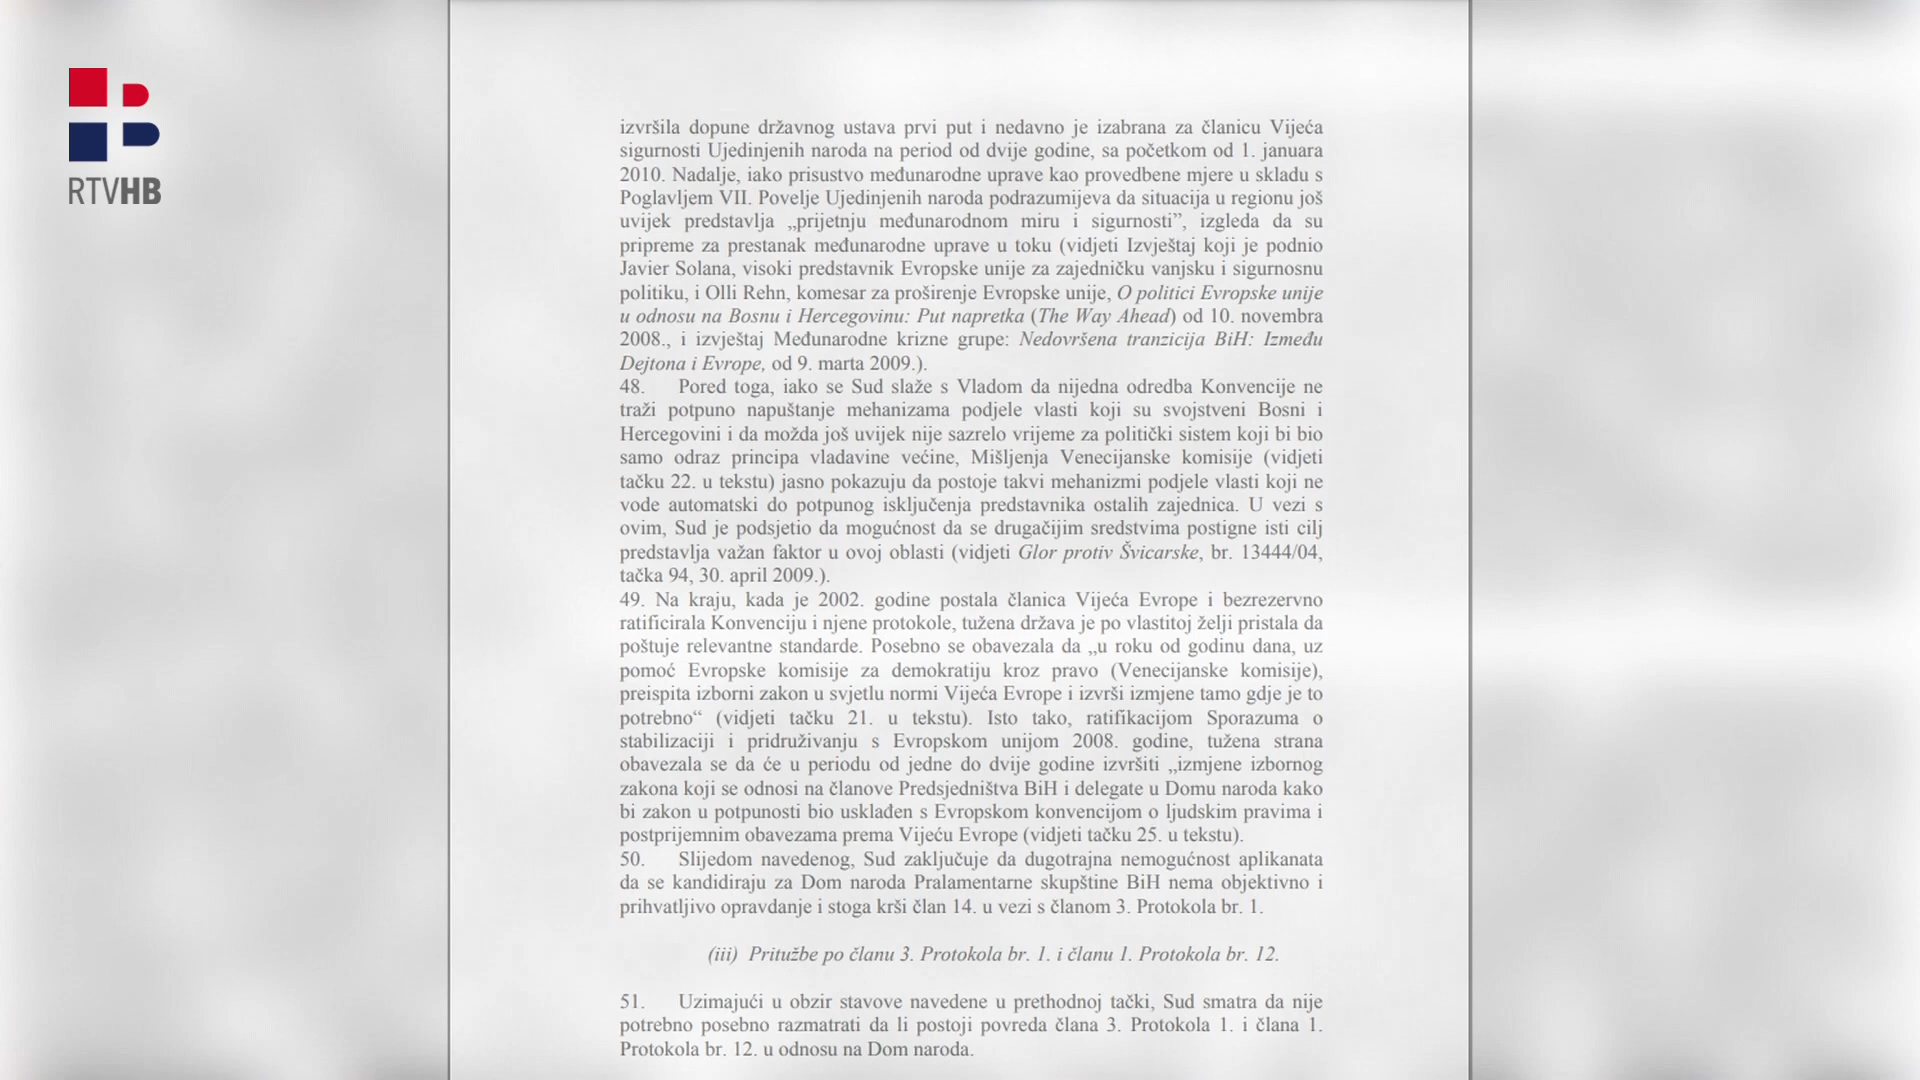 RTVHB
izvršila dopune državnog ustava prvi put i nedavno je izabrana za članicu Vijeća
sigurnosti Ujedinjenih naroda na period od dvije godine, sa početkom od 1. januara
2010. Nadalje, iako prisustvo međunarodne uprave kao provedbene mjere u skladu s
Poglavljem VII. Povelje Ujedinjenih naroda podrazumijeva da situacija u regionu još
uvijek predstavlja „prijetnju međunarodnom miru i sigurnosti”, izgleda da su
pripreme za prestanak međunarodne uprave u toku (vidjeti Izvještaj koji je podnio
Javier Solana, visoki predstavnik Evropske unije za zajedničku vanjsku i sigurnosnu
politiku, i Olli Rehn, komesar za proširenje Evropske unije, O politici Evropske unije
u odnosu na Bosnu i Hercegovinu: Put napretka (The Way Ahead) od 10. novembra
2008., i izvještaj Međunarodne krizne grupe: Nedovršena tranzicija BiH: Između
Dejtona i Evrope, od 9. marta 2009.).
48. Pored toga, iako se Sud slaže s Vladom da nijedna odredba Konvencije ne
traži potpuno napuštanje mehanizama podjele vlasti koji su svojstveni Bosni i
Hercegovini i da možda još uvijek nije sazrelo vrijeme za politički sistem koji bi bio
samo odraz principa vladavine većine, Mišljenja Venecijanske komisije (vidjeti
tačku 22. u tekstu) jasno pokazuju da postoje takvi mehanizmi podjele vlasti koji ne
vode automatski do potpunog isključenja predstavnika ostalih zajednica. U vezi s
ovim, Sud je podsjetio da mogućnost da se drugačijim sredstvima postigne isti cilj
predstavlja važan faktor u ovoj oblasti (vidjeti Glor protiv Švicarske, br. 13444/04,
tačka 94, 30. april 2009.).
49. Na kraju, kada je 2002. godine postala članica Vijeća Evrope i bezrezervno
ratificirala Konvenciju i njene protokole, tužena država je po vlastitoj želji pristala da
poštuje relevantne standarde. Posebno se obavezala da „u roku od godinu dana, uz
pomoć Evropske komisije za demokratiju kroz pravo (Venecijanske komisije),
preispita izborni zakon u svjetlu normi Vijeća Evrope i izvrši izmjene tamo gdje je to
potrebno“ (vidjeti tačku 21. u tekstu). Isto tako, ratifikacijom Sporazuma o
stabilizaciji i pridruživanju s Evropskom unijom 2008. godine, tužena strana
obavezala se da će u periodu od jedne do dvije godine izvršiti „izmjene izbornog
zakona koji se odnosi na članove Predsjedništva BiH i delegate u Domu naroda kako
bi zakon u potpunosti bio usklađen s Evropskom konvencijom o ljudskim pravima i
postprijemnim obavezama prema Vijeću Evrope (vidjeti tačku 25. u tekstu).
50. Slijedom navedenog, Sud zaključuje da dugotrajna nemogućnost aplikanata
da se kandidiraju za Dom naroda Pralamentarne skupštine BiH nema objektivno i
prihvatljivo opravdanje i stoga krši član 14. u vezi s članom 3. Protokola br. 1.
(iii) Pritužbe po članu 3. Protokola br. 1. i članu 1. Protokola br. 12.
51. Uzimajući u obzir stavove navedene u prethodnoj tački, Sud smatra da nije
potrebno posebno razmatrati da li postoji povreda člana 3. Protokola 1. i člana 1.
Protokola br. 12. u odnosu na Dom naroda.